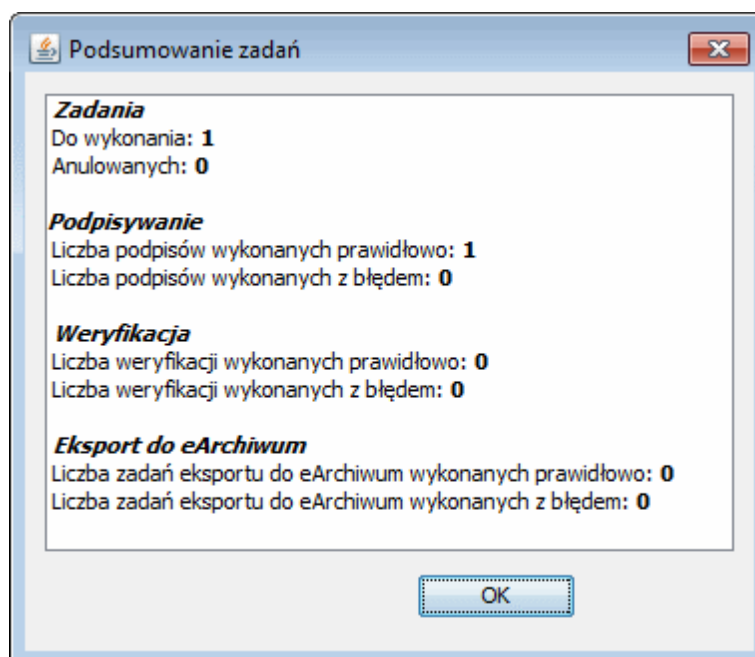 Podsumowanie zadań
Zadania
Do wykonania: 1
Anulowanych: 0
Podpisywanie
Liczba podpisów wykonanych prawidłowo: 1
Liczba podpisów wykonanych z błędem: 0
Weryfikacja
Liczba weryfikacji wykonanych prawidłowo: 0
Liczba weryfikacji wykonanych z błędem: 0
Eksport do eArchiwum
Liczba zadań eksportu do eArchiwum wykonanych prawidłowo: 0
Liczba zadań eksportu do eArchiwum wykonanych z błędem: 0
OK